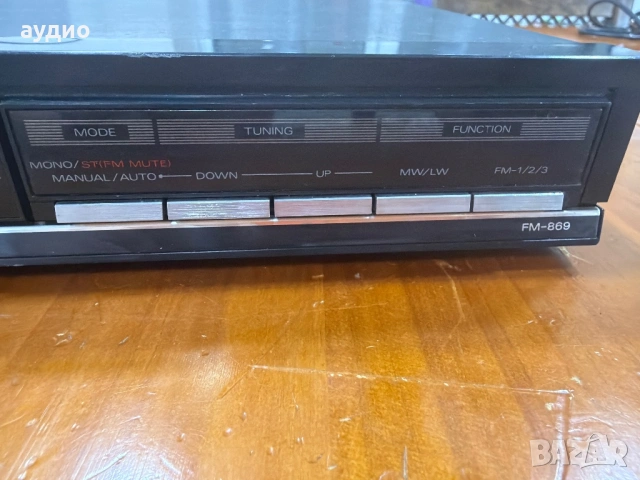 аудио
MODE TUNING FUNCTION
MONO/ST(FM MUTE)
MANUAL/AUTO DOWN UP MW/LW FM-1/2/3
FM-869
BAZAR